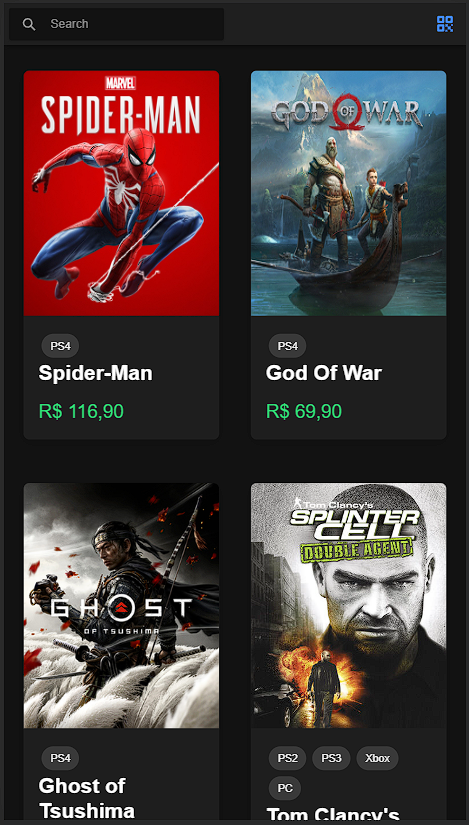 Search
MARVEL
SPIDER-MAN
PS4
Spider-Man
R$ 116,90
GOD OF WAR
PS4
God Of War
R$ 69,90
GHOST
OF TSUSHIMA
PS4
Ghost of
Tsushima
Tom Clancy's
SPLINTER
CELL
DOUBLE AGENT
PS2 PS3 Xbox
PC
Tom Clancy's